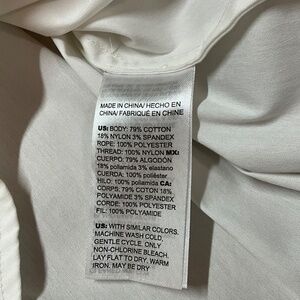 MADE IN CHINA/ HECHO EN
CHINA/ FABRIQUÉ EN CHINE
US: BODY: 79% COTTON
18% NYLON 3% SPANDEX
ROPE: 100% POLYESTER
THREAD: 100% NYLON MX:
CUERPO: 79% ALGODÓN
18% poliamida 3% elastano
CUERDA: 100% poliéster
HILO: 100% poliamida CA:
CORPS: 79% COTON 18%
POLYAMIDE 3% SPANDEX
CORDE: 100% POLYESTER
FIL: 100% POLYAMIDE
US: WITH SIMILAR COLORS.
MACHINE WASH COLD,
GENTLE CYCLE. ONLY
NON-CHLORINE BLEACH.
LAY FLAT TO DRY. WARM
IRON. MAY BE DRY